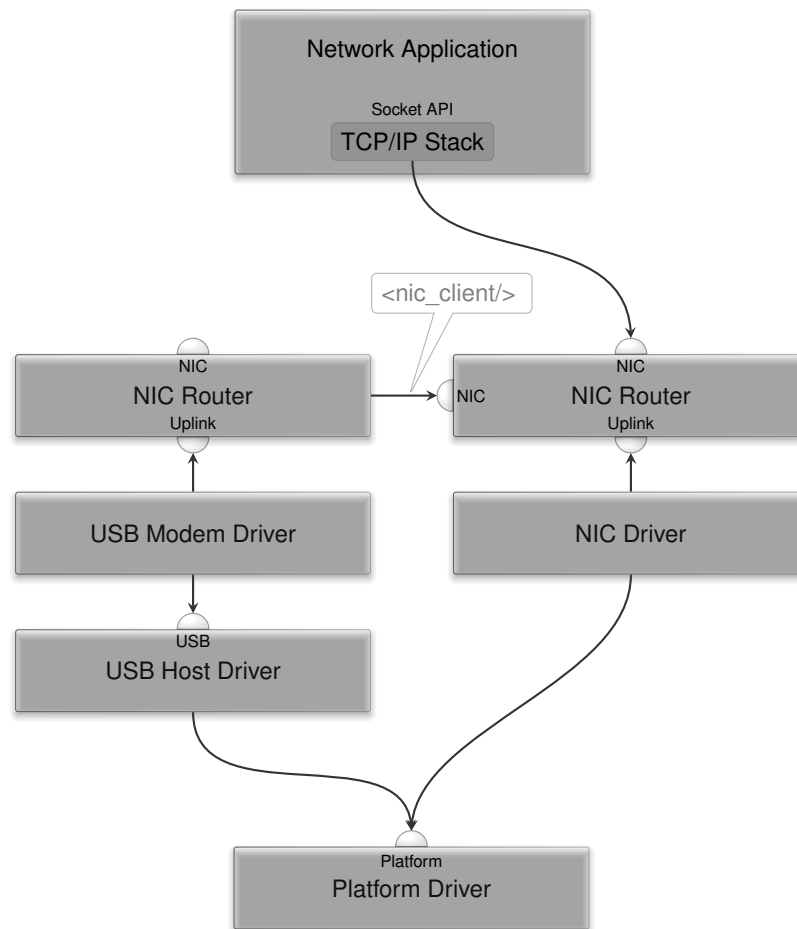 Network Application
Socket API
TCP/IP Stack
<nic_client/>
NIC
NIC Router
Uplink
NIC
NIC
NIC Router
Uplink
USB Modem Driver
NIC Driver
USB
USB Host Driver
Platform
Platform Driver